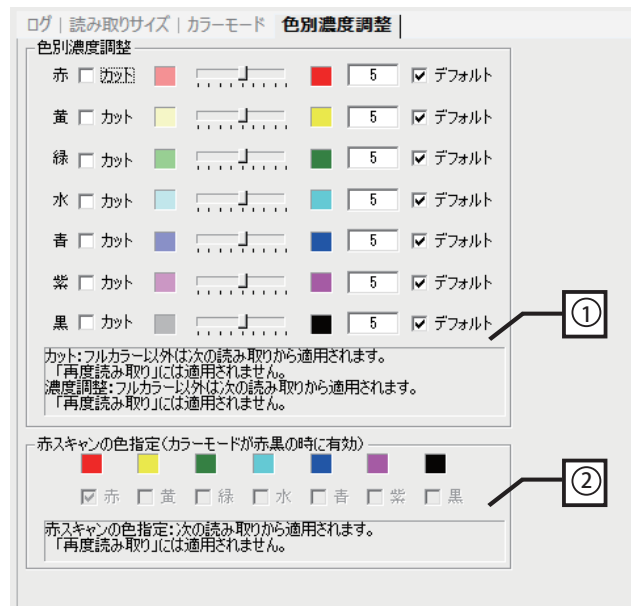 ログ | 読み取りサイズ | カラーモード 色別濃度調整 |
色別濃度調整
赤 カット 5 デフォルト
黄 カット 5 デフォルト
緑 カット 5 デフォルト
水 カット 5 デフォルト
青 カット 5 デフォルト
紫 カット 5 デフォルト
黒 カット 5 デフォルト
①
カット:フルカラー以外は次の読み取りから適用されます。
「再度読み取り」には適用されません。
濃度調整:フルカラー以外は次の読み取りから適用されます。
「再度読み取り」には適用されません。
赤スキャンの色指定(カラーモードが赤黒の時に有効)
赤 黄 緑 水 青 紫 黒
②
赤スキャンの色指定:次の読み取りから適用されます。
「再度読み取り」には適用されません。